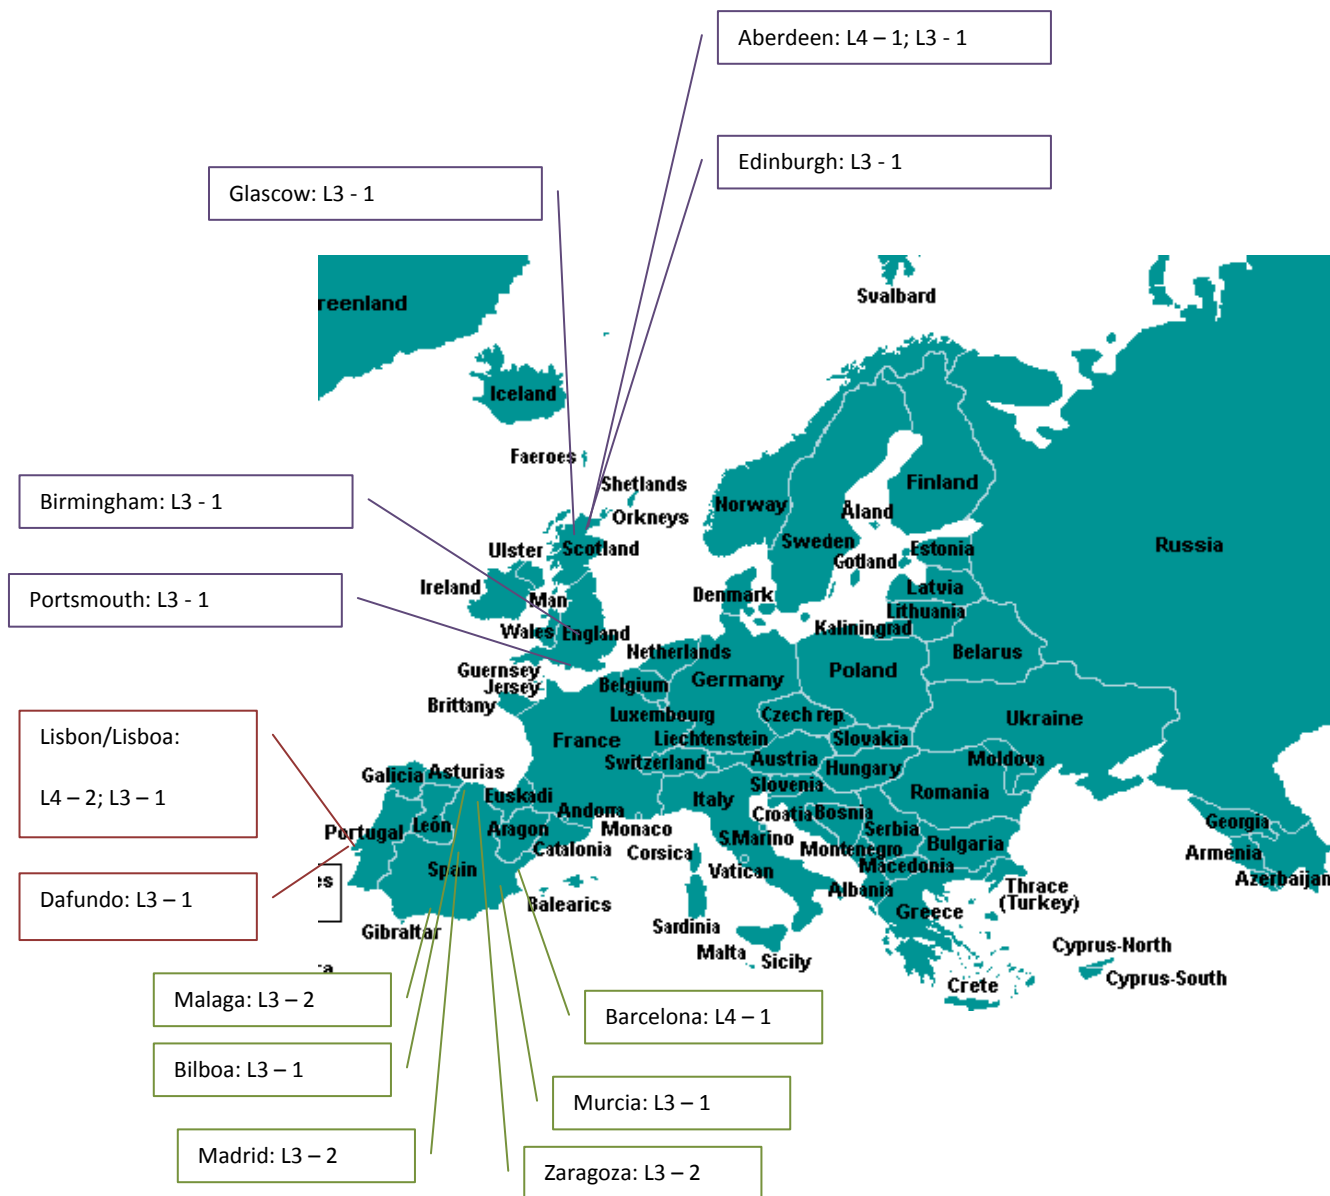 Aberdeen: L4 – 1; L3 - 1
Edinburgh: L3 - 1
Glascow: L3 - 1
Svalbard
reenland
Iceland
Faeroes
Shetlands
Orkneys
Birmingham: L3 - 1
Norway
Finland
Åland
Sweden
Gotland
Estonia
Russia
Ulster
Scotland
Ireland
Man
Denmark
Latvia
Lithuania
Portsmouth: L3 - 1
Kaliningrad
Wales
England
Netherlands
Belarus
Guernsey
Jersey
Belgium
Germany
Poland
Brittany
Luxembourg
Czech rep.
Ukraine
Lisbon/Lisboa:
L4 – 2; L3 – 1
France
Liechtenstein
Slovakia
Switzerland
Austria
Hungary
Moldova
Galicia
Asturias
Slovenia
Euskadi
Andorra
Italy
Croatia
Bosnia
Romania
Portugal
León
Aragon
Monaco
S.Marino
Serbia
Georgia
Catalonia
Corsica
Montenegro
Bulgaria
Armenia
Spain
Vatican
Macedonia
Azerbaijan
es
Dafundo: L3 – 1
Balearics
Albania
Thrace
(Turkey)
Gibraltar
Sardinia
Greece
Malta
Sicily
Cyprus-North
Cyprus-South
Crete
ra
Malaga: L3 – 2
Barcelona: L4 – 1
Bilboa: L3 – 1
Murcia: L3 – 1
Madrid: L3 – 2
Zaragoza: L3 – 2